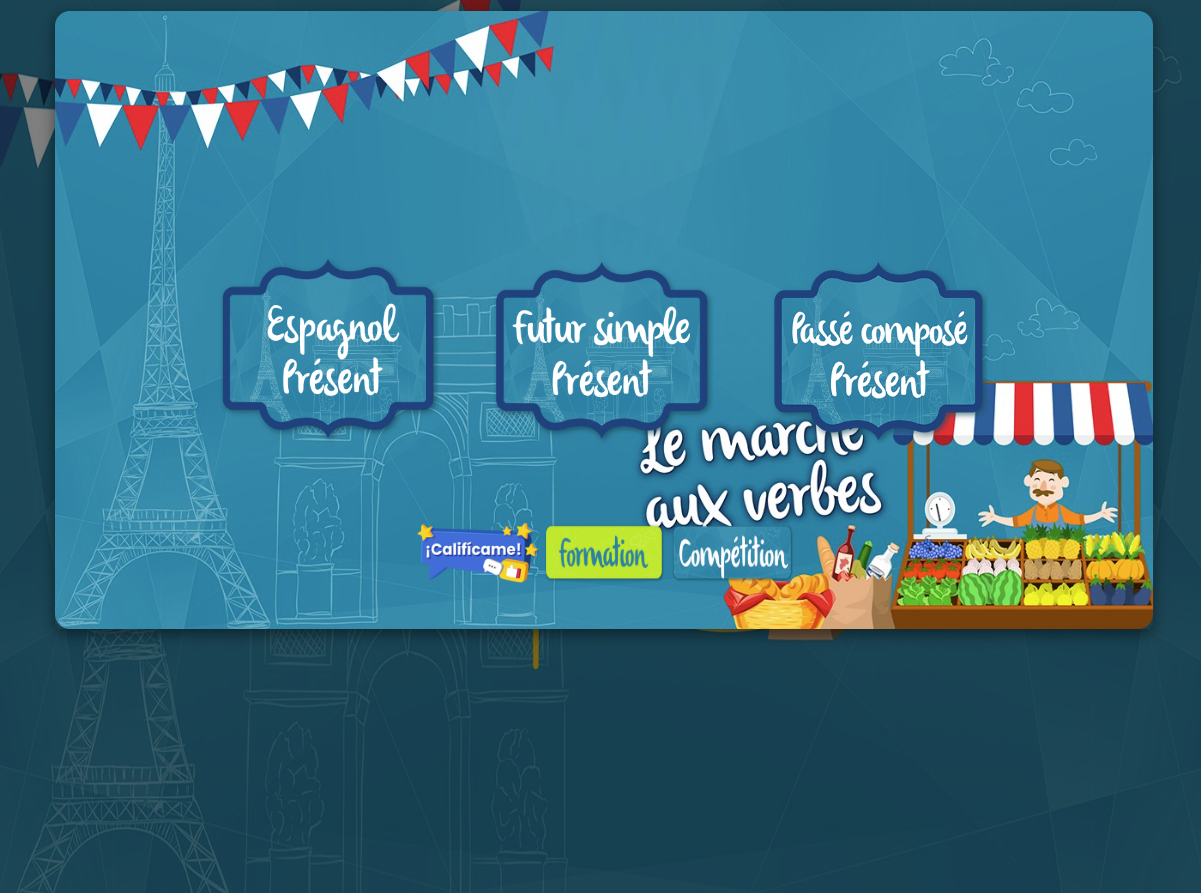 Espagnol
Présent
Futur simple
Présent
Passé composé
Présent
Le marché
aux verbes
¡Califícame!
formation
Compétition